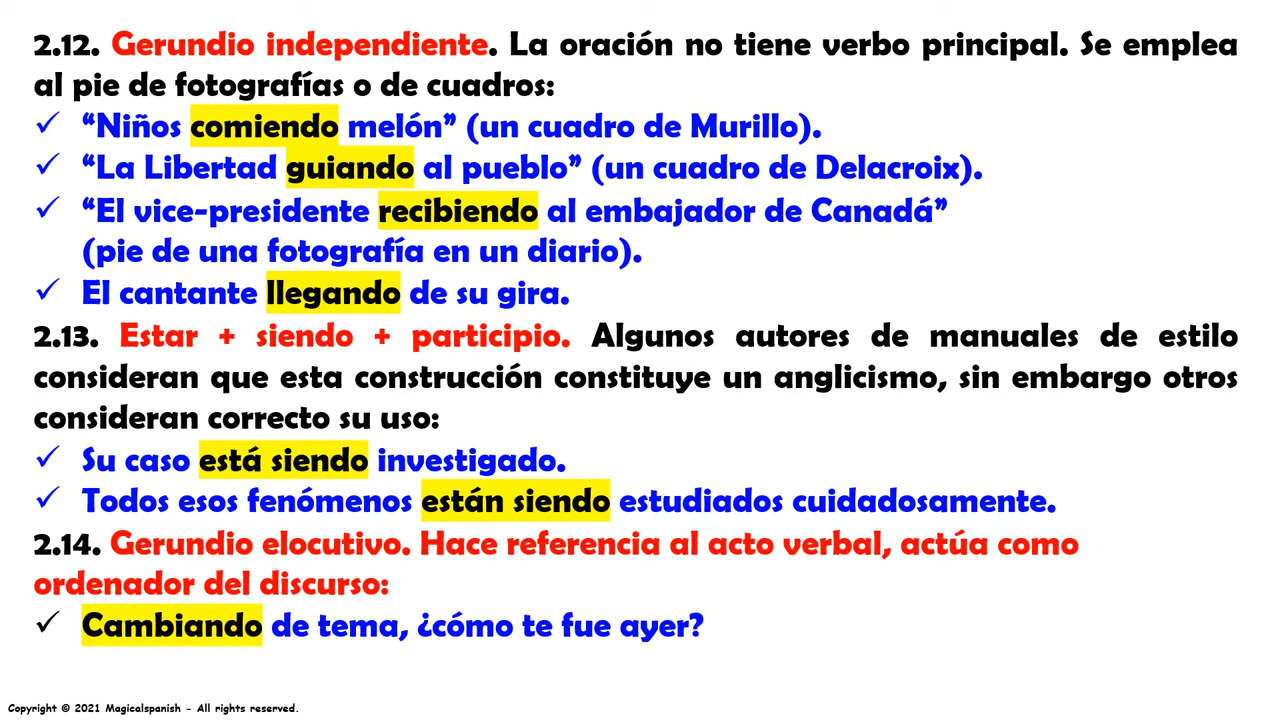 2.12. Gerundio independiente. La oración no tiene verbo principal. Se emplea
al pie de fotografías o de cuadros:
✓ “Niños comiendo melón” (un cuadro de Murillo).
✓ “La Libertad guiando al pueblo” (un cuadro de Delacroix).
✓ “El vice-presidente recibiendo al embajador de Canadá”
(pie de una fotografía en un diario).
✓ El cantante llegando de su gira.
2.13. Estar + siendo + participio. Algunos autores de manuales de estilo
consideran que esta construcción constituye un anglicismo, sin embargo otros
consideran correcto su uso:
✓ Su caso está siendo investigado.
✓ Todos esos fenómenos están siendo estudiados cuidadosamente.
2.14. Gerundio elocutivo. Hace referencia al acto verbal, actúa como
ordenador del discurso:
✓ Cambiando de tema, ¿cómo te fue ayer?
Copyright © 2021 Magicalspanish - All rights reserved.